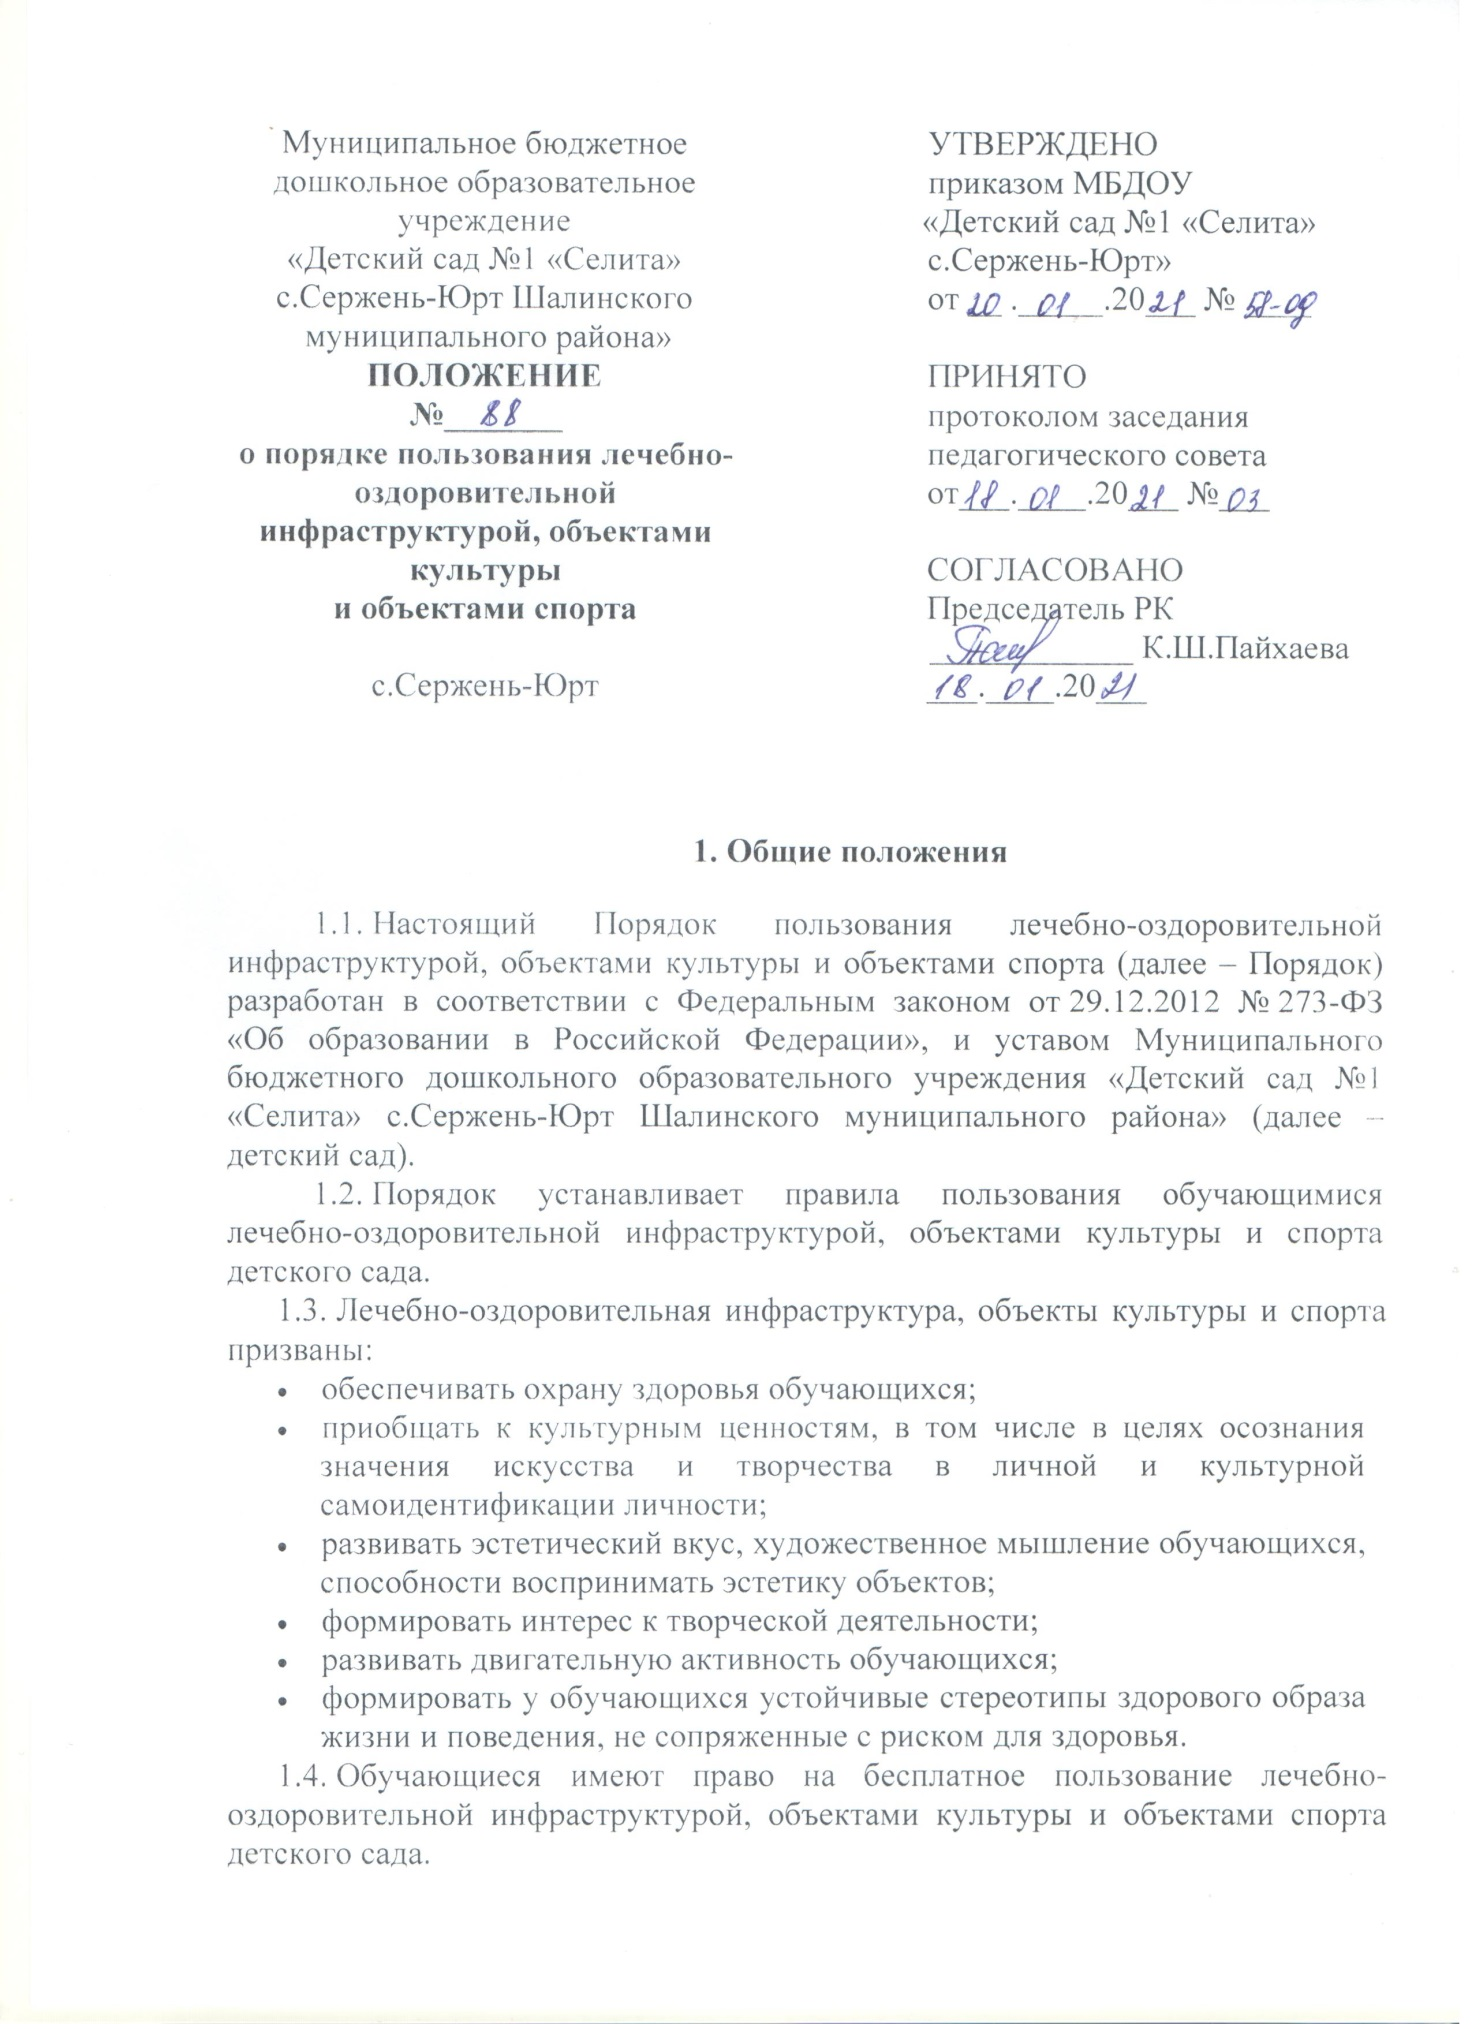 Муниципальное бюджетное
дошкольное образовательное
учреждение
«Детский сад №1 «Селита»
с.Сержень-Юрт Шалинского
муниципального района»
ПОЛОЖЕНИЕ
№ 88
о порядке пользования лечебно-
оздоровительной
инфраструктурой, объектами
культуры
и объектами спорта
с.Сержень-Юрт
УТВЕРЖДЕНО
приказом МБДОУ
«Детский сад №1 «Селита»
с.Сержень-Юрт»
от 20 . 01 .2021 № 58-од
ПРИНЯТО
протоколом заседания
педагогического совета
от 18 . 01 .2021 № 03
СОГЛАСОВАНО
Председатель РК
К.Ш.Пайхаева
18 . 01 .2021
1. Общие положения
1.1. Настоящий Порядок пользования лечебно-оздоровительной
инфраструктурой, объектами культуры и объектами спорта (далее – Порядок)
разработан в соответствии с Федеральным законом от 29.12.2012 № 273-ФЗ
«Об образовании в Российской Федерации», и уставом Муниципального
бюджетного дошкольного образовательного учреждения «Детский сад №1
«Селита» с.Сержень-Юрт Шалинского муниципального района» (далее –
детский сад).
1.2. Порядок устанавливает правила пользования обучающимися
лечебно-оздоровительной инфраструктурой, объектами культуры и спорта
детского сада.
1.3. Лечебно-оздоровительная инфраструктура, объекты культуры и спорта
призваны:
• обеспечивать охрану здоровья обучающихся;
• приобщать к культурным ценностям, в том числе в целях осознания
значения искусства и творчества в личной и культурной
самоидентификации личности;
• развивать эстетический вкус, художественное мышление обучающихся,
способности воспринимать эстетику объектов;
• формировать интерес к творческой деятельности;
• развивать двигательную активность обучающихся;
• формировать у обучающихся устойчивые стереотипы здорового образа
жизни и поведения, не сопряженные с риском для здоровья.
1.4. Обучающиеся имеют право на бесплатное пользование лечебно-
оздоровительной инфраструктурой, объектами культуры и объектами спорта
детского сада.